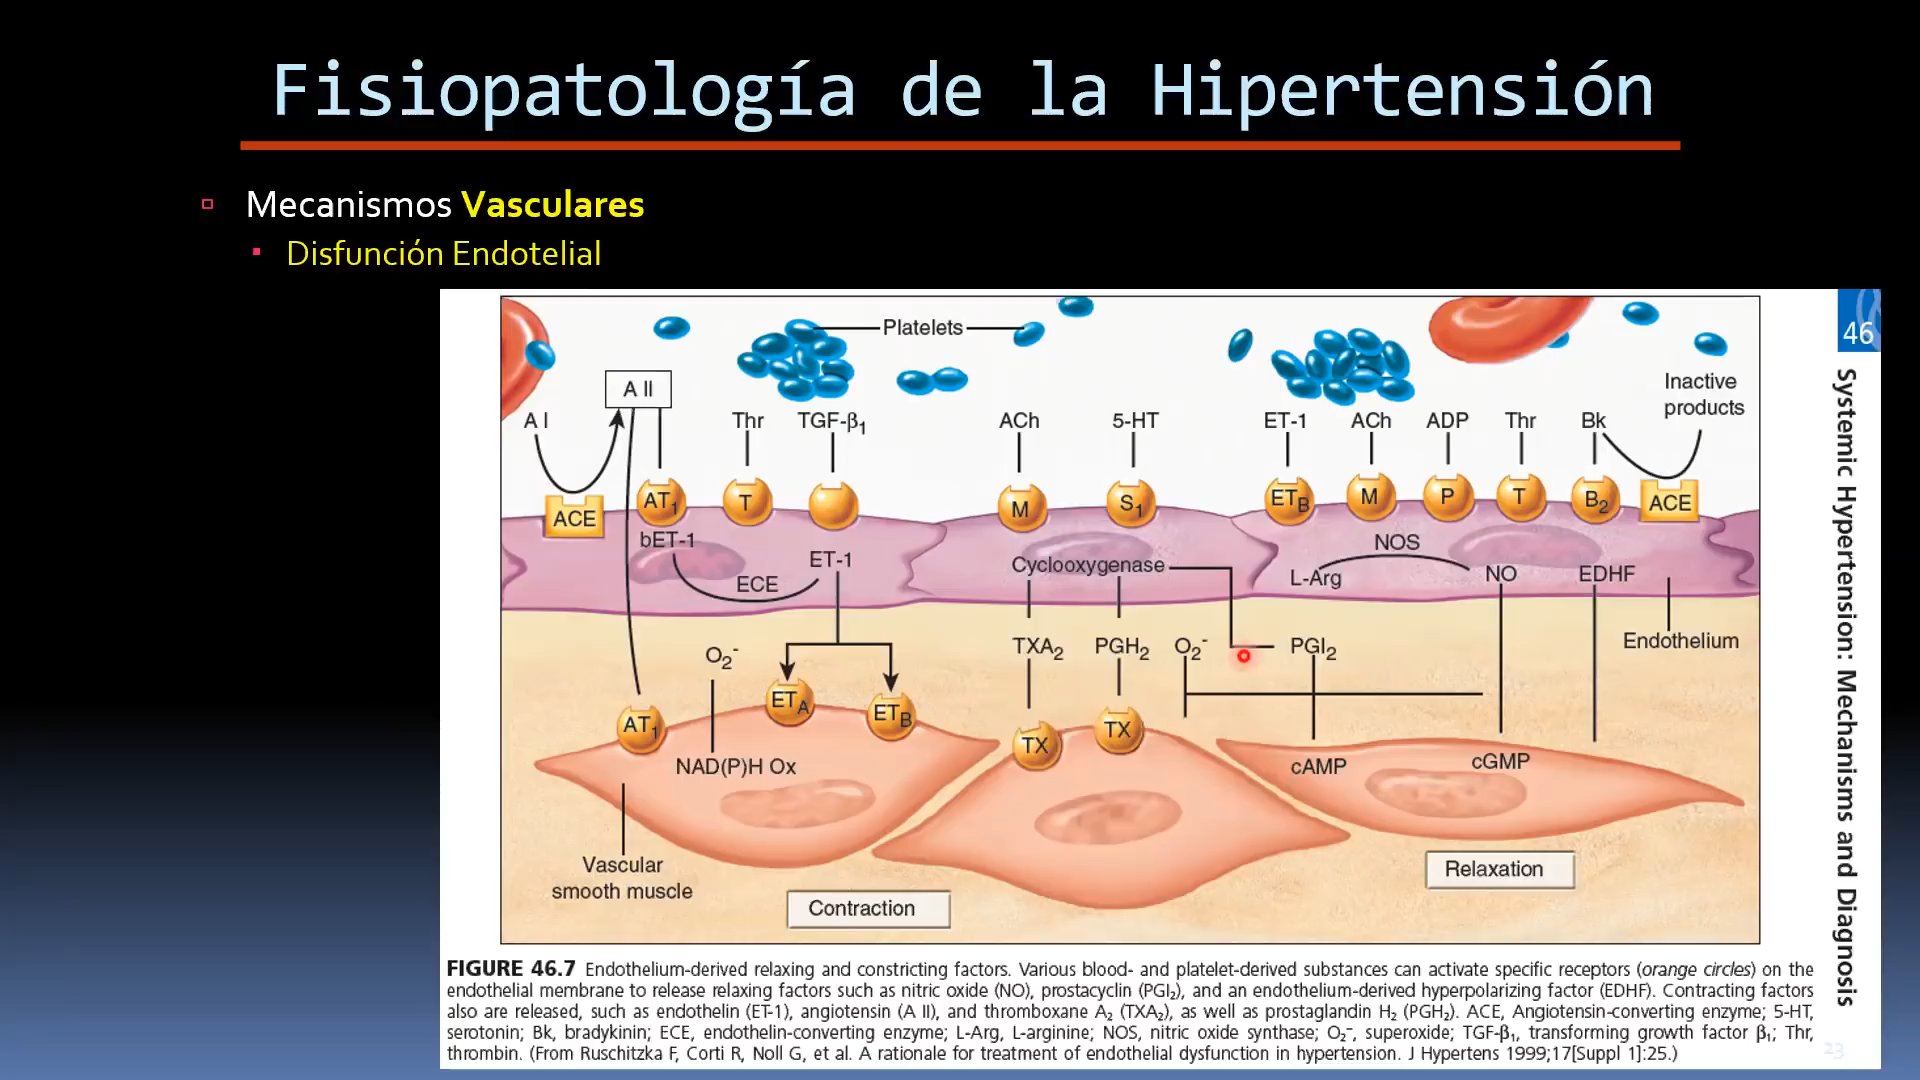 Fisiopatología de la Hipertensión
Mecanismos Vasculares
Disfunción Endotelial
Platelets
A II
Inactive
products
A I
Thr
TGF-β₁
ACh
5-HT
ET-1
ACh
ADP
Thr
Bk
ACE
AT₁
T
M
S₁
ET_B
M
P
T
B₂
ACE
bET-1
ECE
ET-1
Cyclooxygenase
NOS
L-Arg
NO
EDHF
Endothelium
O₂⁻
TXA₂
PGH₂
O₂⁻
PGI₂
AT₁
ET_A
ET_B
TX
TX
NAD(P)H Ox
cAMP
cGMP
Vascular
smooth muscle
Contraction
Relaxation
46
Systemic Hypertension: Mechanisms and Diagnosis
FIGURE 46.7 Endothelium-derived relaxing and constricting factors. Various blood- and platelet-derived substances can activate specific receptors (orange circles) on the
endothelial membrane to release relaxing factors such as nitric oxide (NO), prostacyclin (PGI₂), and an endothelium-derived hyperpolarizing factor (EDHF). Contracting factors
also are released, such as endothelin (ET-1), angiotensin (A II), and thromboxane A₂ (TXA₂), as well as prostaglandin H₂ (PGH₂). ACE, Angiotensin-converting enzyme; 5-HT,
serotonin; Bk, bradykinin; ECE, endothelin-converting enzyme; L-Arg, L-arginine; NOS, nitric oxide synthase; O₂⁻, superoxide; TGF-β₁, transforming growth factor β₁; Thr,
thrombin. (From Ruschitzka F, Corti R, Noll G, et al. A rationale for treatment of endothelial dysfunction in hypertension. J Hypertens 1999;17[Suppl 1]:25.)
23